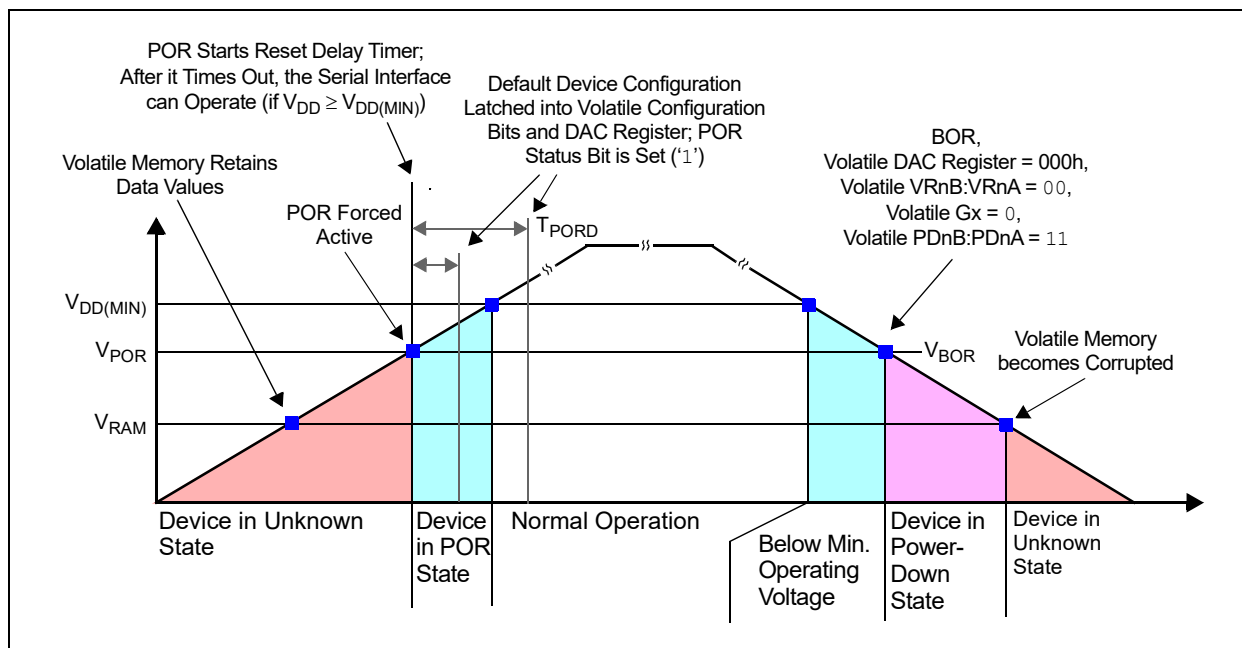 POR Starts Reset Delay Timer;
After it Times Out, the Serial Interface
can Operate (if VDD ≥ VDD(MIN))
Default Device Configuration
Latched into Volatile Configuration
Bits and DAC Register; POR
Status Bit is Set (‘1’)
BOR,
Volatile DAC Register = 000h,
Volatile VRnB:VRnA = 00,
Volatile Gx = 0,
Volatile PDnB:PDnA = 11
Volatile Memory Retains
Data Values
POR Forced
Active
TPORD
VDD(MIN)
VPOR
VBOR
Volatile Memory
becomes Corrupted
VRAM
Device in Unknown
State
Device
in POR
State
Normal Operation
Below Min.
Operating
Voltage
Device in
Power-
Down
State
Device in
Unknown
State